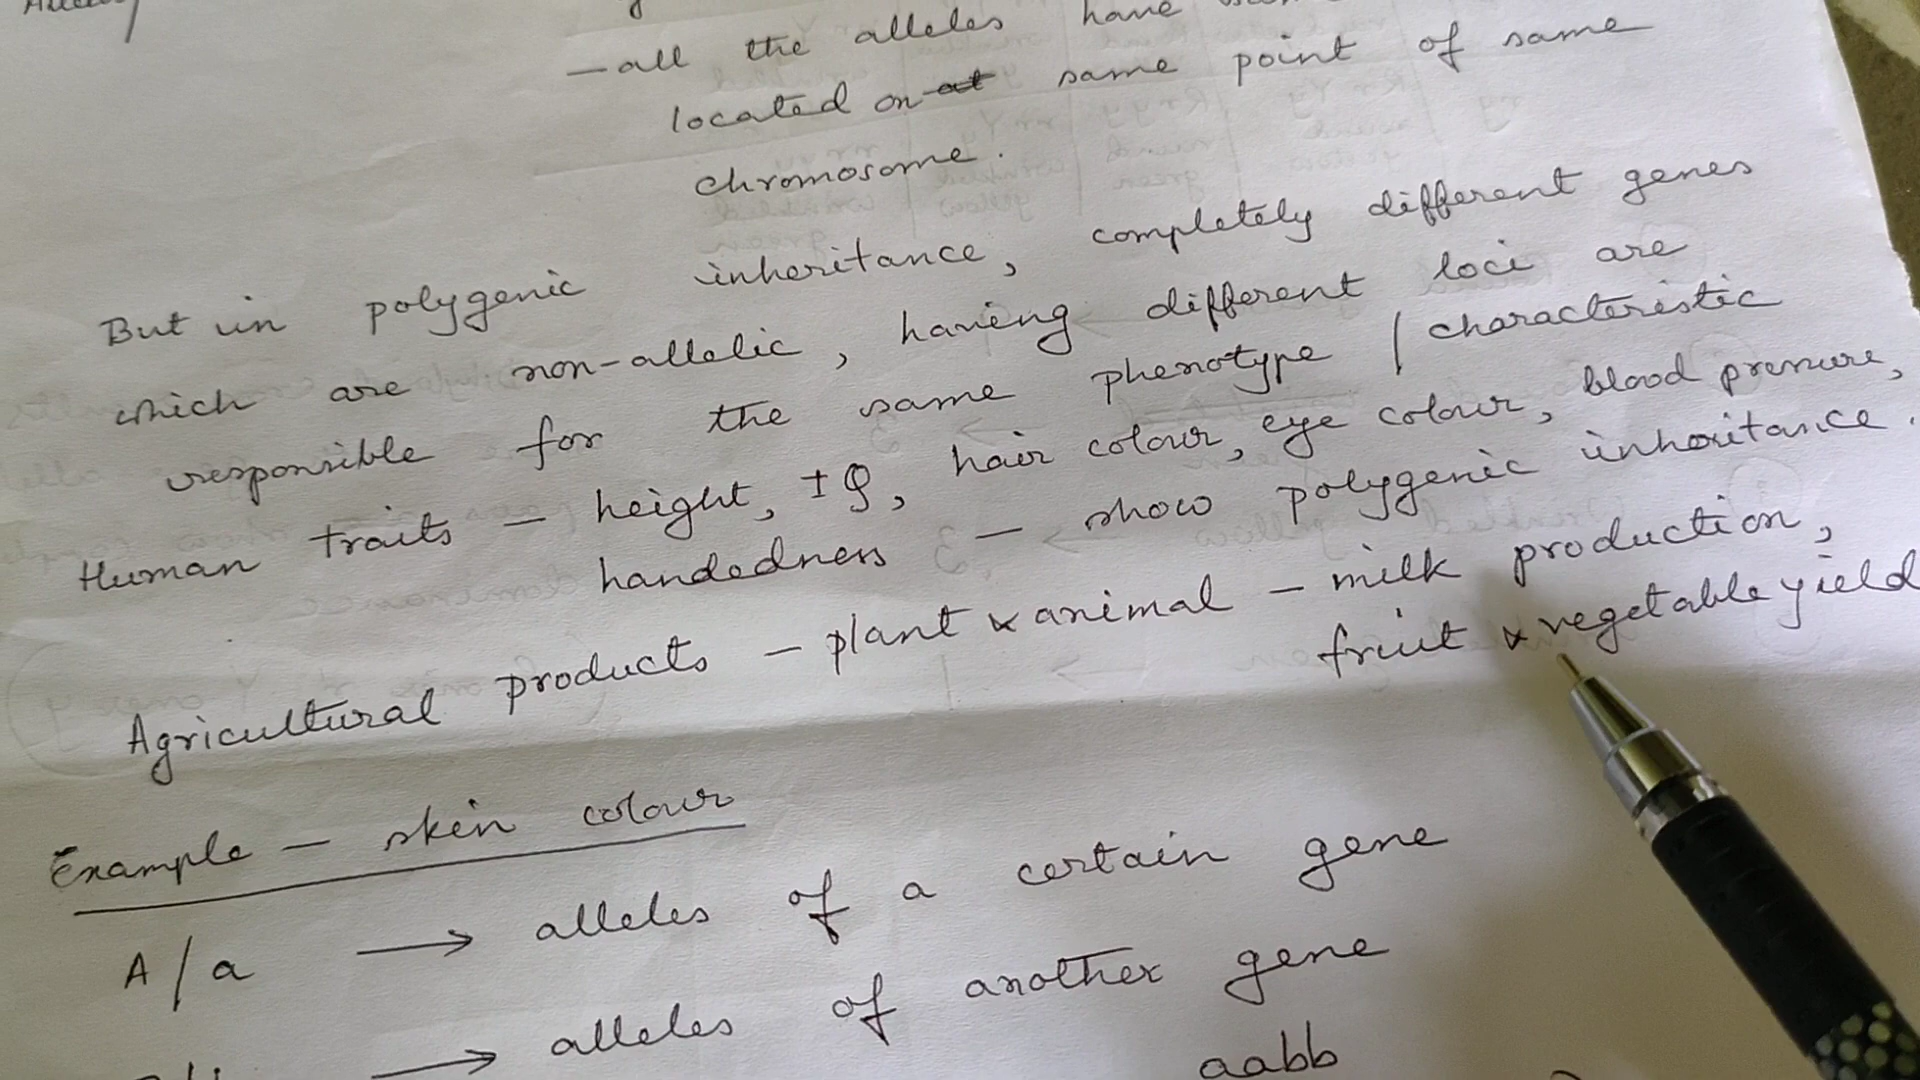 —all the alleles have
located on at same point of same
chromosome.
But in polygenic inheritance, completely different genes
which are non-allelic, having different loci are
responsible for the same phenotype / characteristic
Human traits — height, IQ, hair colour, eye colour, blood pressure,
handedness — show polygenic inheritance.
Agricultural products — plant & animal — milk production,
fruit & vegetable yield
Example — skin colour
A/a → alleles of a certain gene
→ alleles of another gene
aabb